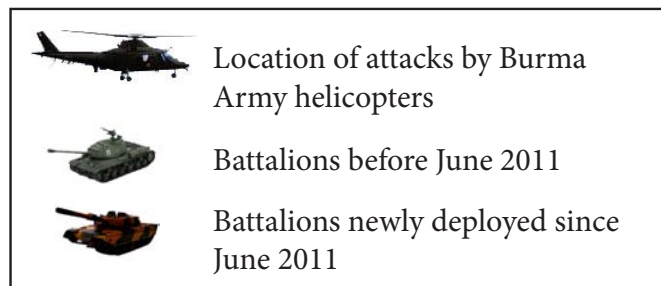 Location of attacks by Burma
Army helicopters
Battalions before June 2011
Battalions newly deployed since
June 2011